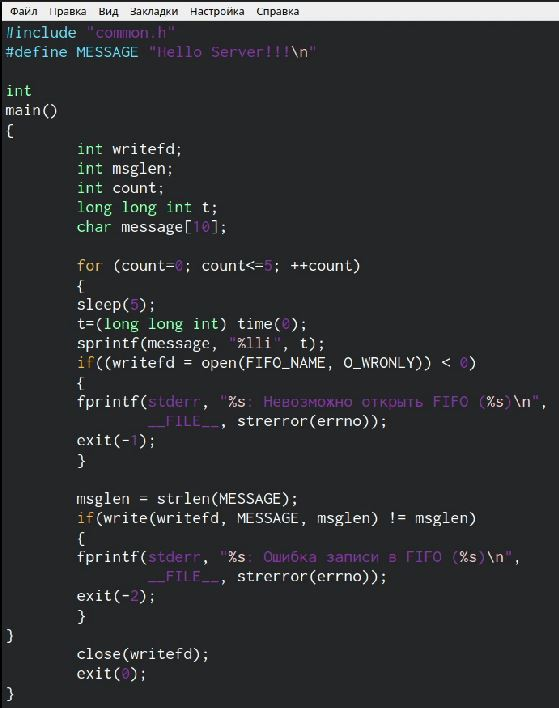 Файл Правка Вид Закладки Настройка Справка
#include "common.h"
#define MESSAGE "Hello Server!!!\n"
int
main()
{
int writefd;
int msglen;
int count;
long long int t;
char message[10];
for (count=0; count<=5; ++count)
{
sleep(5);
t=(long long int) time(0);
sprintf(message, "%lli", t);
if((writefd = open(FIFO_NAME, O_WRONLY)) < 0)
{
fprintf(stderr, "%s: Невозможно открыть FIFO (%s)\n",
__FILE__, strerror(errno));
exit(-1);
}
msglen = strlen(MESSAGE);
if(write(writefd, MESSAGE, msglen) != msglen)
{
fprintf(stderr, "%s: Ошибка записи в FIFO (%s)\n",
__FILE__, strerror(errno));
exit(-2);
}
}
close(writefd);
exit(0);
}